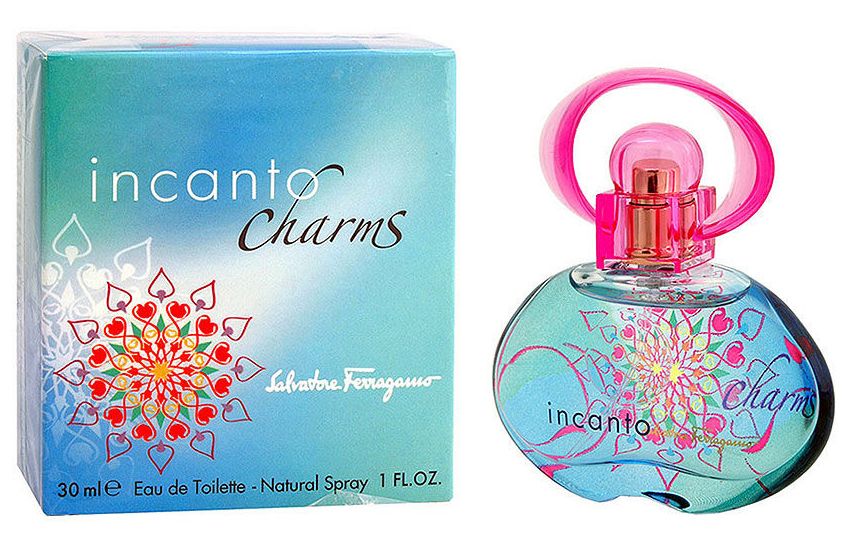 incanto
charms
Salvatore Ferragamo
30 ml e Eau de Toilette - Natural Spray 1 FL.OZ.
charms
incanto
Salvatore Ferragamo